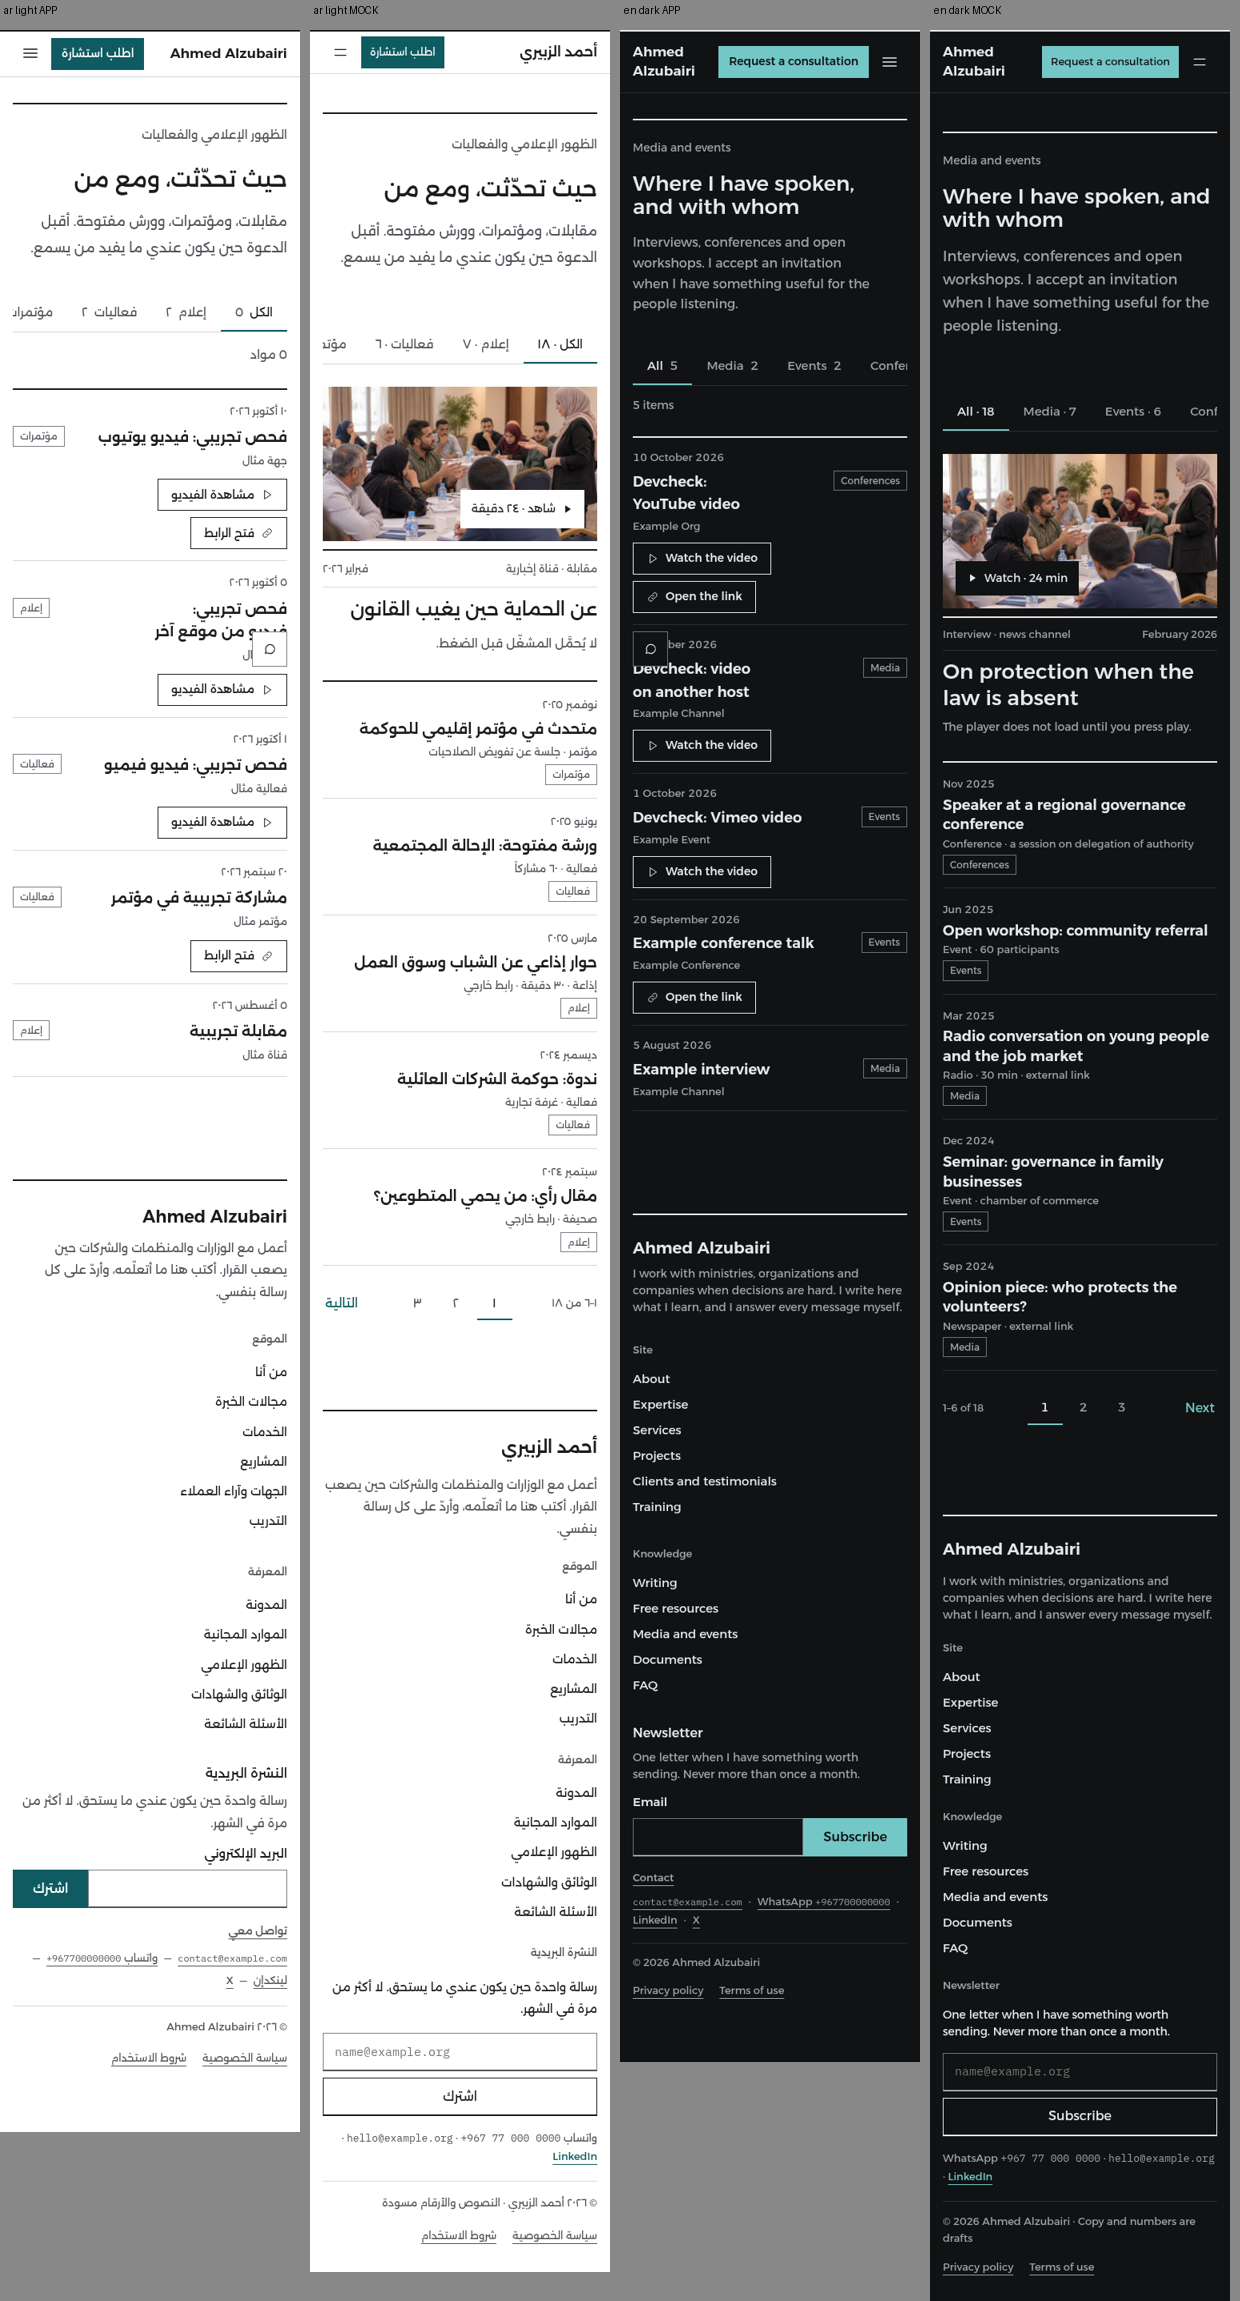 ar light APP
Ahmed Alzubairi
اطلب استشارة
الظهور الإعلامي والفعاليات
حيث تحدّثت، ومع من
مقابلات، ومؤتمرات، وورش مفتوحة. أقبل
الدعوة حين يكون عندي ما يفيد من يسمع.
الكل ٥ إعلام ٢ فعاليات ٢
٥ مواد
١٠ أكتوبر ٢٠٢٦
فحص تجريبي: فيديو يوتيوب
مؤتمرات
جهة مثال
مشاهدة الفيديو
فتح الرابط
٥ أكتوبر ٢٠٢٦
فحص تجريبي:
إعلام
من موقع آخر
مشاهدة الفيديو
١ أكتوبر ٢٠٢٦
فحص تجريبي: فيديو فيميو
فعاليات
فعالية مثال
مشاهدة الفيديو
٢٠ سبتمبر ٢٠٢٦
مشاركة تجريبية في مؤتمر
فعاليات
مؤتمر مثال
فتح الرابط
٥ أغسطس ٢٠٢٦
مقابلة تجريبية
إعلام
قناة مثال
Ahmed Alzubairi
أعمل مع الوزارات والمنظمات والشركات حين
يصعب القرار. أكتب هنا ما أتعلّمه، وأردّ على كل
رسالة بنفسي.
الموقع
من أنا
مجالات الخبرة
الخدمات
المشاريع
الجهات وآراء العملاء
التدريب
المعرفة
المدونة
الموارد المجانية
الظهور الإعلامي
الوثائق والشهادات
الأسئلة الشائعة
النشرة البريدية
رسالة واحدة حين يكون عندي ما يستحق. لا أكثر من
مرة في الشهر.
البريد الإلكتروني
اشترك
تواصل معي
contact@example.com — واتساب +967700000000 —
لينكدإن — X
© ٢٠٢٦ Ahmed Alzubairi
سياسة الخصوصية شروط الاستخدام
ar light MOCK
أحمد الزبيري
اطلب استشارة
الظهور الإعلامي والفعاليات
حيث تحدّثت، ومع من
مقابلات، ومؤتمرات، وورش مفتوحة. أقبل
الدعوة حين يكون عندي ما يفيد من يسمع.
الكل · ١٨ إعلام · ٧ فعاليات · ٦
شاهد · ٢٤ دقيقة
مقابلة · قناة إخبارية فبراير ٢٠٢٦
عن الحماية حين يغيب القانون
لا يُحمَّل المشغّل قبل الضغط.
نوفمبر ٢٠٢٥
متحدث في مؤتمر إقليمي للحوكمة
مؤتمر · جلسة عن تفويض الصلاحيات
مؤتمرات
يونيو ٢٠٢٥
ورشة مفتوحة: الإحالة المجتمعية
فعالية · ٦٠ مشاركاً
فعاليات
مارس ٢٠٢٥
حوار إذاعي عن الشباب وسوق العمل
إذاعة · ٣٠ دقيقة · رابط خارجي
إعلام
ديسمبر ٢٠٢٤
ندوة: حوكمة الشركات العائلية
فعالية · غرفة تجارية
فعاليات
سبتمبر ٢٠٢٤
مقال رأي: من يحمي المتطوعين؟
صحيفة · رابط خارجي
إعلام
١–٦ من ١٨ ١ ٢ ٣ التالية
أحمد الزبيري
أعمل مع الوزارات والمنظمات والشركات حين يصعب
القرار. أكتب هنا ما أتعلّمه، وأردّ على كل رسالة
بنفسي.
الموقع
من أنا
مجالات الخبرة
الخدمات
المشاريع
التدريب
المعرفة
المدونة
الموارد المجانية
الظهور الإعلامي
الوثائق والشهادات
الأسئلة الشائعة
النشرة البريدية
رسالة واحدة حين يكون عندي ما يستحق. لا أكثر من
مرة في الشهر.
name@example.org
اشترك
واتساب +967 77 000 0000 · hello@example.org ·
LinkedIn
© ٢٠٢٦ أحمد الزبيري · النصوص والأرقام مسودة
سياسة الخصوصية شروط الاستخدام
en dark APP
Ahmed
Alzubairi
Request a consultation
Media and events
Where I have spoken,
and with whom
Interviews, conferences and open
workshops. I accept an invitation
when I have something useful for the
people listening.
All 5 Media 2 Events 2
5 items
10 October 2026
Devcheck:
YouTube video
Conferences
Example Org
Watch the video
Open the link
2026
Devcheck: video
on another host
Media
Example Channel
Watch the video
1 October 2026
Devcheck: Vimeo video
Events
Example Event
Watch the video
20 September 2026
Example conference talk
Events
Example Conference
Open the link
5 August 2026
Example interview
Media
Example Channel
Ahmed Alzubairi
I work with ministries, organizations and
companies when decisions are hard. I write here
what I learn, and I answer every message myself.
Site
About
Expertise
Services
Projects
Clients and testimonials
Training
Knowledge
Writing
Free resources
Media and events
Documents
FAQ
Newsletter
One letter when I have something worth
sending. Never more than once a month.
Email
Subscribe
Contact
contact@example.com · WhatsApp +967700000000 ·
LinkedIn · X
© 2026 Ahmed Alzubairi
Privacy policy Terms of use
en dark MOCK
Ahmed
Alzubairi
Request a consultation
Media and events
Where I have spoken, and
with whom
Interviews, conferences and open
workshops. I accept an invitation
when I have something useful for the
people listening.
All · 18 Media · 7 Events · 6
Watch · 24 min
Interview · news channel February 2026
On protection when the
law is absent
The player does not load until you press play.
Nov 2025
Speaker at a regional governance
conference
Conference · a session on delegation of authority
Conferences
Jun 2025
Open workshop: community referral
Event · 60 participants
Events
Mar 2025
Radio conversation on young people
and the job market
Radio · 30 min · external link
Media
Dec 2024
Seminar: governance in family
businesses
Event · chamber of commerce
Events
Sep 2024
Opinion piece: who protects the
volunteers?
Newspaper · external link
Media
1–6 of 18 1 2 3 Next
Ahmed Alzubairi
I work with ministries, organizations and
companies when decisions are hard. I write here
what I learn, and I answer every message myself.
Site
About
Expertise
Services
Projects
Training
Knowledge
Writing
Free resources
Media and events
Documents
FAQ
Newsletter
One letter when I have something worth
sending. Never more than once a month.
name@example.org
Subscribe
WhatsApp +967 77 000 0000 · hello@example.org
· LinkedIn
© 2026 Ahmed Alzubairi · Copy and numbers are
drafts
Privacy policy Terms of use